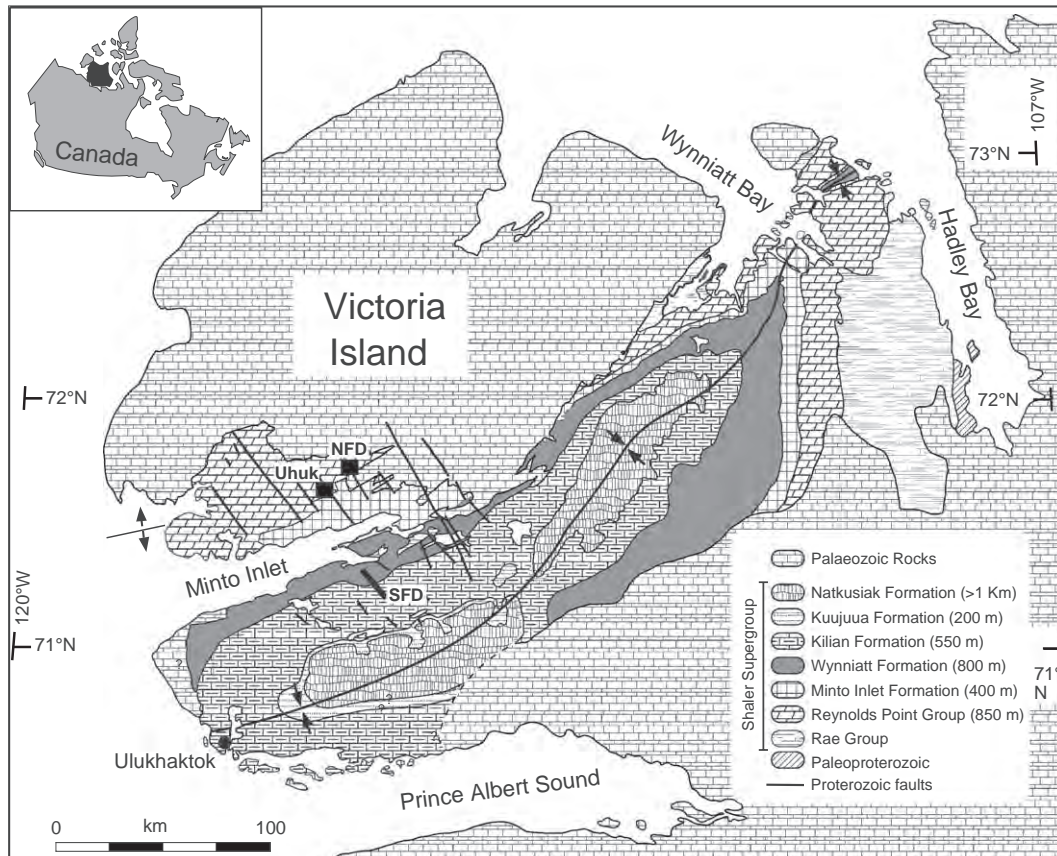 Canada
Wynniatt Bay
107°W
73°N
Hadley Bay
Victoria
Island
72°N
72°N
NFD
Uhuk
Minto Inlet
SFD
120°W
71°N
?
?
?
71°
N
Ulukhaktok
Prince Albert Sound
0 km 100
Palaeozoic Rocks
Shaler Supergroup
Natkusiak Formation (>1 Km)
Kuujuua Formation (200 m)
Kilian Formation (550 m)
Wynniatt Formation (800 m)
Minto Inlet Formation (400 m)
Reynolds Point Group (850 m)
Rae Group
Paleoproterozoic
Proterozoic faults